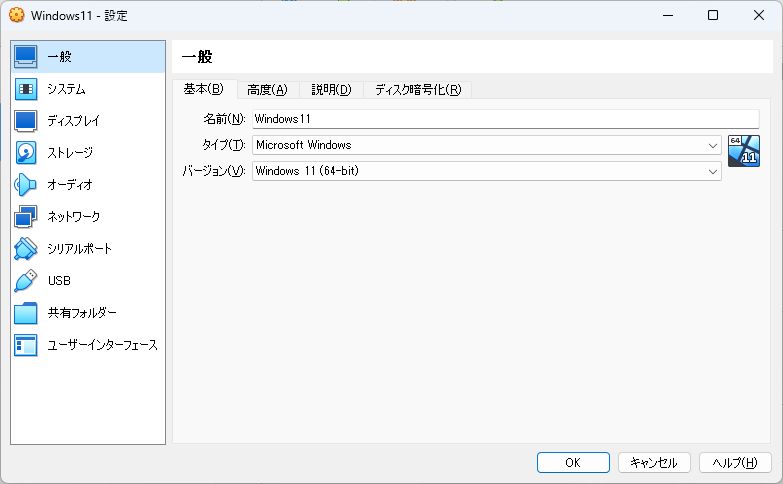 Windows11 - 設定
一般
システム
ディスプレイ
ストレージ
オーディオ
ネットワーク
シリアルポート
USB
共有フォルダー
ユーザーインターフェース
一般
基本(B) 高度(A) 説明(D) ディスク暗号化(R)
名前(N): Windows11
タイプ(T): Microsoft Windows
64
11
バージョン(V): Windows 11 (64-bit)
OK キャンセル ヘルプ(H)